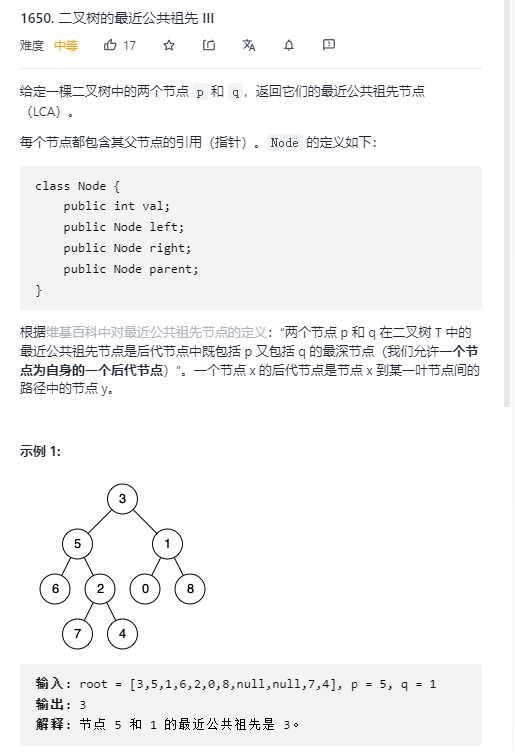 1650. 二叉树的最近公共祖先 III
难度 中等 17
给定一棵二叉树中的两个节点 p 和 q，返回它们的最近公共祖先节点
（LCA）。
每个节点都包含其父节点的引用（指针）。Node 的定义如下：
class Node {
    public int val;
    public Node left;
    public Node right;
    public Node parent;
}
根据维基百科中对最近公共祖先节点的定义：“两个节点 p 和 q 在二叉树 T 中的
最近公共祖先节点是后代节点中既包括 p 又包括 q 的最深节点（我们允许一个节
点为自身的一个后代节点）”。一个节点 x 的后代节点是节点 x 到某一叶节点间的
路径中的节点 y。
示例 1:
3
5 1
6 2 0 8
7 4
输入: root = [3,5,1,6,2,0,8,null,null,7,4], p = 5, q = 1
输出: 3
解释: 节点 5 和 1 的最近公共祖先是 3。